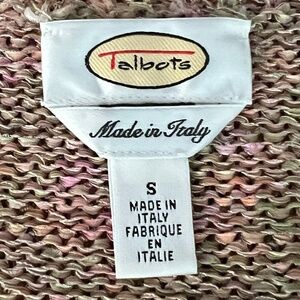 Talbots
Made in Italy
S
MADE IN
ITALY
FABRIQUE
EN
ITALIE